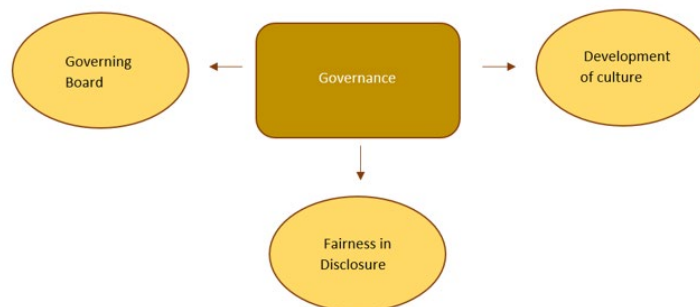 Governing
Board
Governance
Development
of culture
Fairness in
Disclosure